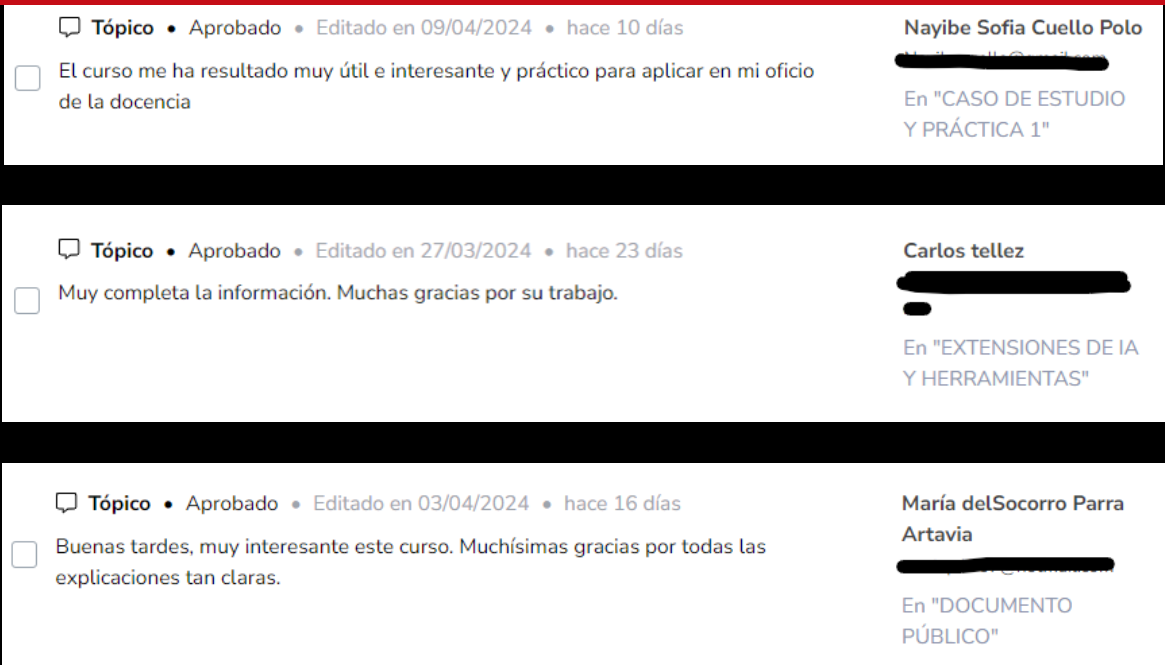 Tópico • Aprobado • Editado en 09/04/2024 • hace 10 días
Nayibe Sofia Cuello Polo
El curso me ha resultado muy útil e interesante y práctico para aplicar en mi oficio
de la docencia
En "CASO DE ESTUDIO
Y PRÁCTICA 1"
Tópico • Aprobado • Editado en 27/03/2024 • hace 23 días
Carlos tellez
Muy completa la información. Muchas gracias por su trabajo.
En "EXTENSIONES DE IA
Y HERRAMIENTAS"
Tópico • Aprobado • Editado en 03/04/2024 • hace 16 días
María delSocorro Parra
Artavia
Buenas tardes, muy interesante este curso. Muchísimas gracias por todas las
explicaciones tan claras.
En "DOCUMENTO
PÚBLICO"